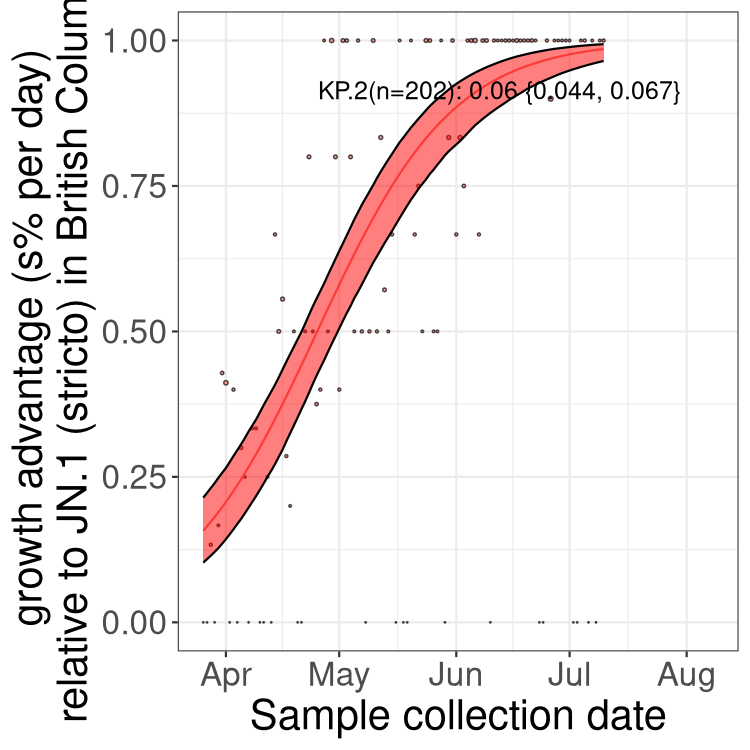 growth advantage (s% per day)
relative to JN.1 (stricto) in British Colum
1.00
0.75
0.50
0.25
0.00
KP.2(n=202): 0.06 {0.044, 0.067}
Apr May Jun Jul Aug
Sample collection date